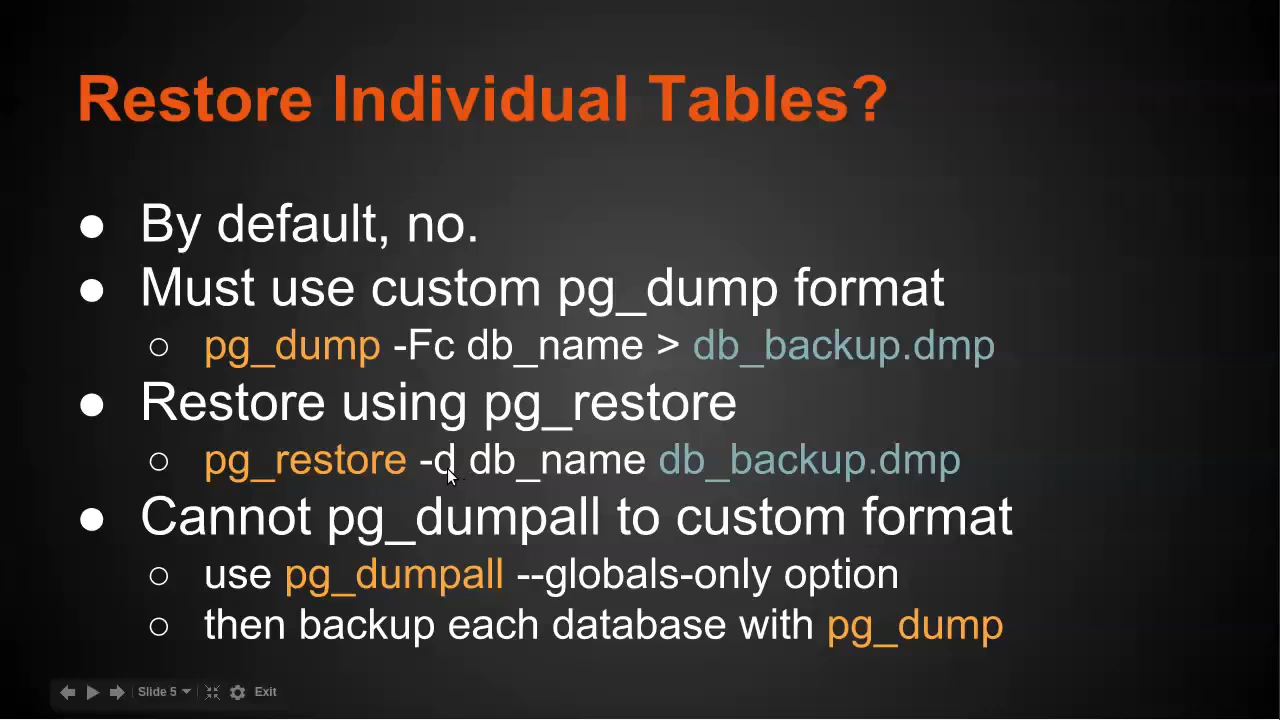 Restore Individual Tables?
● By default, no.
● Must use custom pg_dump format
○ pg_dump -Fc db_name > db_backup.dmp
● Restore using pg_restore
○ pg_restore -d db_name db_backup.dmp
● Cannot pg_dumpall to custom format
○ use pg_dumpall --globals-only option
○ then backup each database with pg_dump
Slide 5 Exit